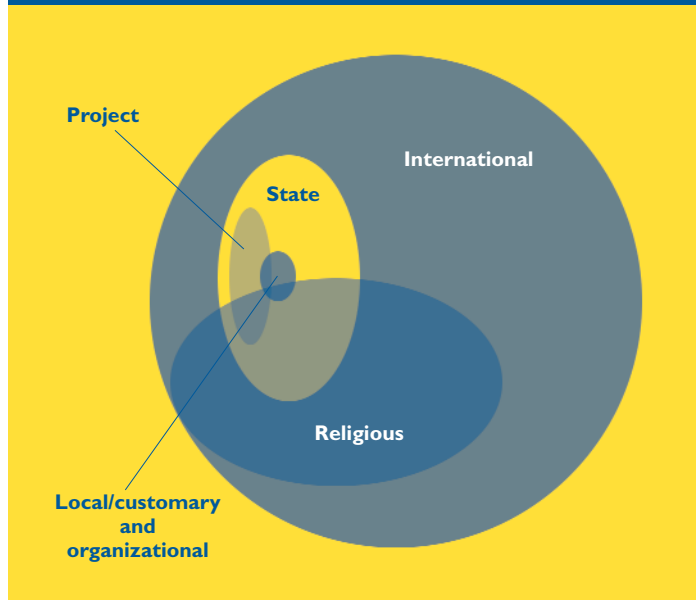 Project
International
State
Religious
Local/customary
and
organizational